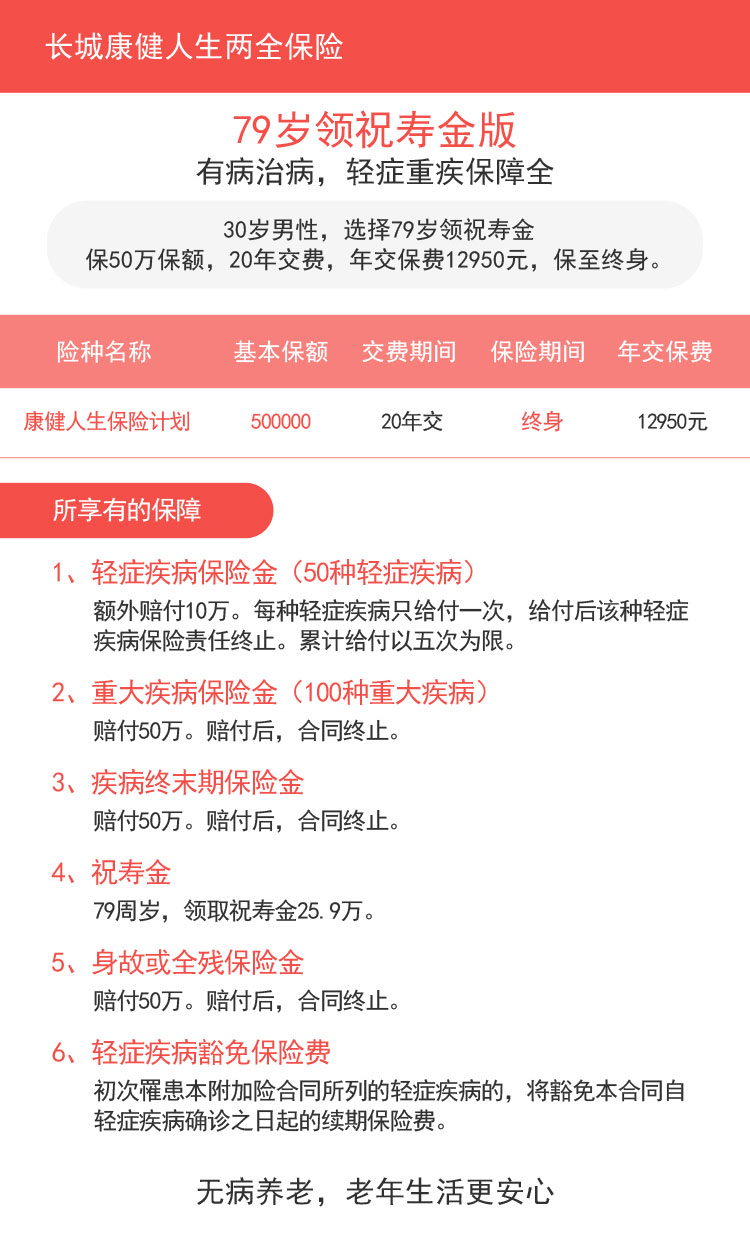 长城康健人生两全保险
79岁领祝寿金版
有病治病，轻症重疾保障全
30岁男性，选择79岁领祝寿金
保50万保额，20年交费，年交保费12950元，保至终身。
险种名称 基本保额 交费期间 保险期间 年交保费
康健人生保险计划 500000 20年交 终身 12950元
所享有的保障
1、轻症疾病保险金（50种轻症疾病）
额外赔付10万。每种轻症疾病只给付一次，给付后该种轻症
疾病保险责任终止。累计给付以五次为限。
2、重大疾病保险金（100种重大疾病）
赔付50万。赔付后，合同终止。
3、疾病终末期保险金
赔付50万。赔付后，合同终止。
4、祝寿金
79周岁，领取祝寿金25.9万。
5、身故或全残保险金
赔付50万。赔付后，合同终止。
6、轻症疾病豁免保险费
初次罹患本附加险合同所列的轻症疾病的，将豁免本合同自
轻症疾病确诊之日起的续期保险费。
无病养老，老年生活更安心